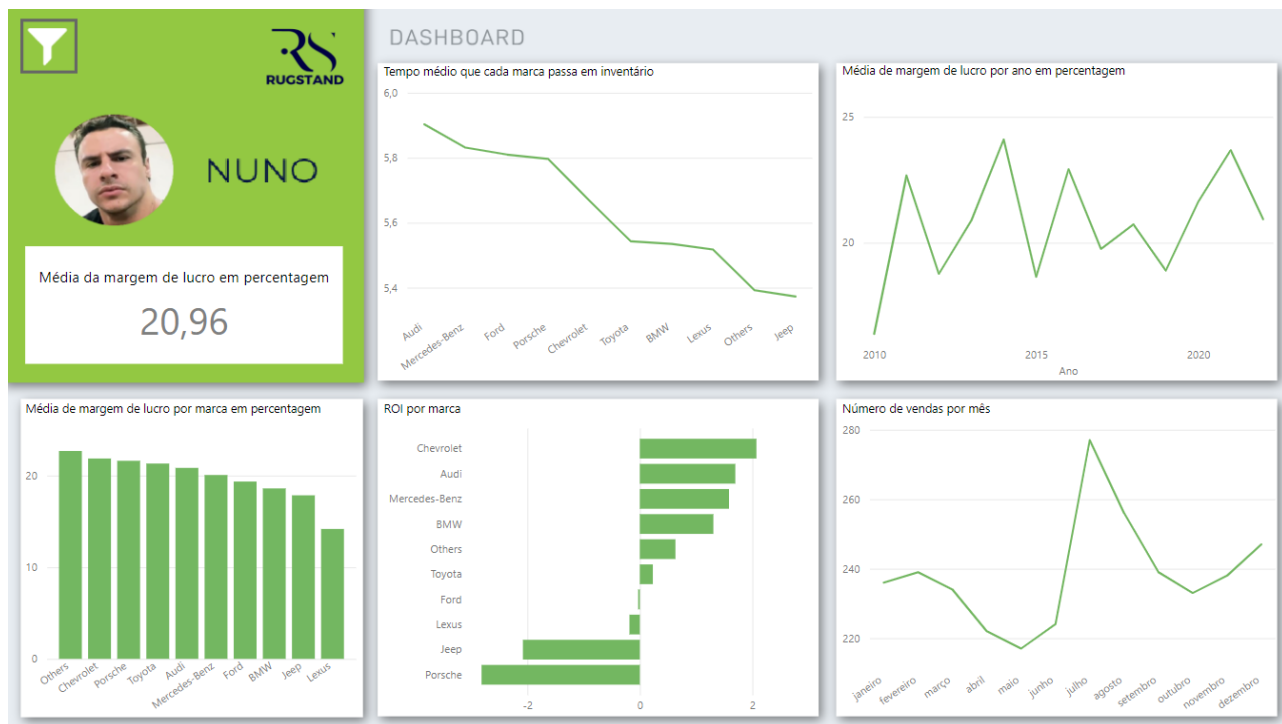 RS
RUGSTAND
NUNO
Média da margem de lucro em percentagem
20,96
DASHBOARD
Tempo médio que cada marca passa em inventário
6,0
5,8
5,6
5,4
Audi
Mercedes-Benz
Ford
Porsche
Chevrolet
Toyota
BMW
Lexus
Others
Jeep
Média de margem de lucro por ano em percentagem
25
20
2010
2015
2020
Ano
Média de margem de lucro por marca em percentagem
20
10
0
Others
Chevrolet
Porsche
Toyota
Audi
Mercedes-Benz
Ford
BMW
Jeep
Lexus
ROI por marca
Chevrolet
Audi
Mercedes-Benz
BMW
Others
Toyota
Ford
Lexus
Jeep
Porsche
-2
0
2
Número de vendas por mês
280
260
240
220
janeiro
fevereiro
março
abril
maio
junho
julho
agosto
setembro
outubro
novembro
dezembro